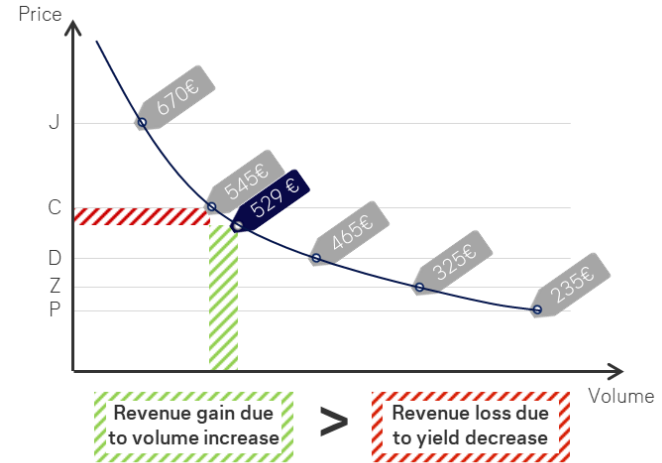 Price
J
670€
C
545€
529 €
D
465€
Z
325€
P
235€
Volume
Revenue gain due
to volume increase
>
Revenue loss due
to yield decrease